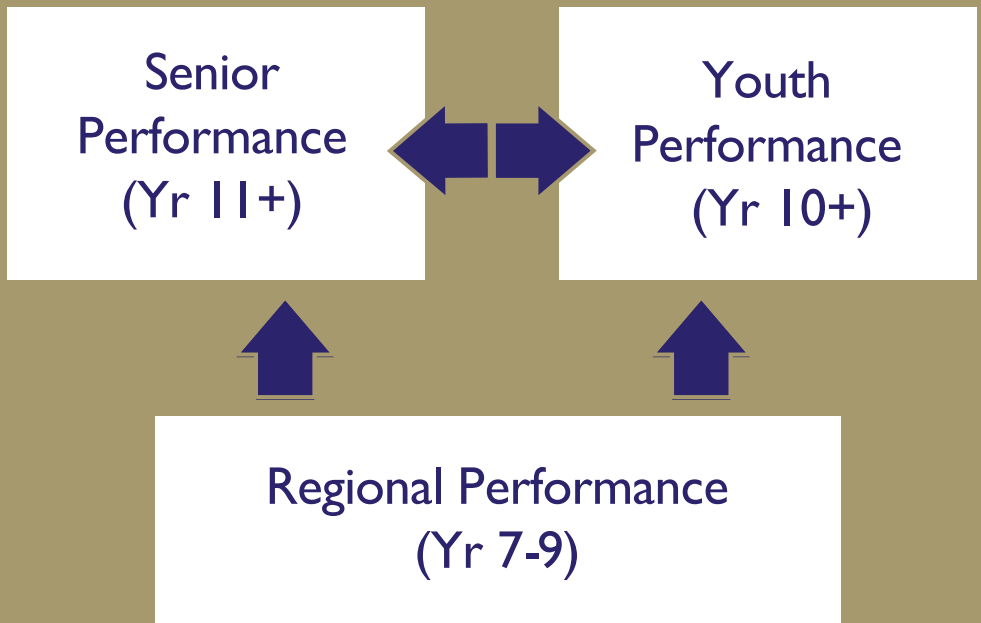 Senior
Performance
(Yr 11+)
Youth
Performance
(Yr 10+)
Regional Performance
(Yr 7-9)